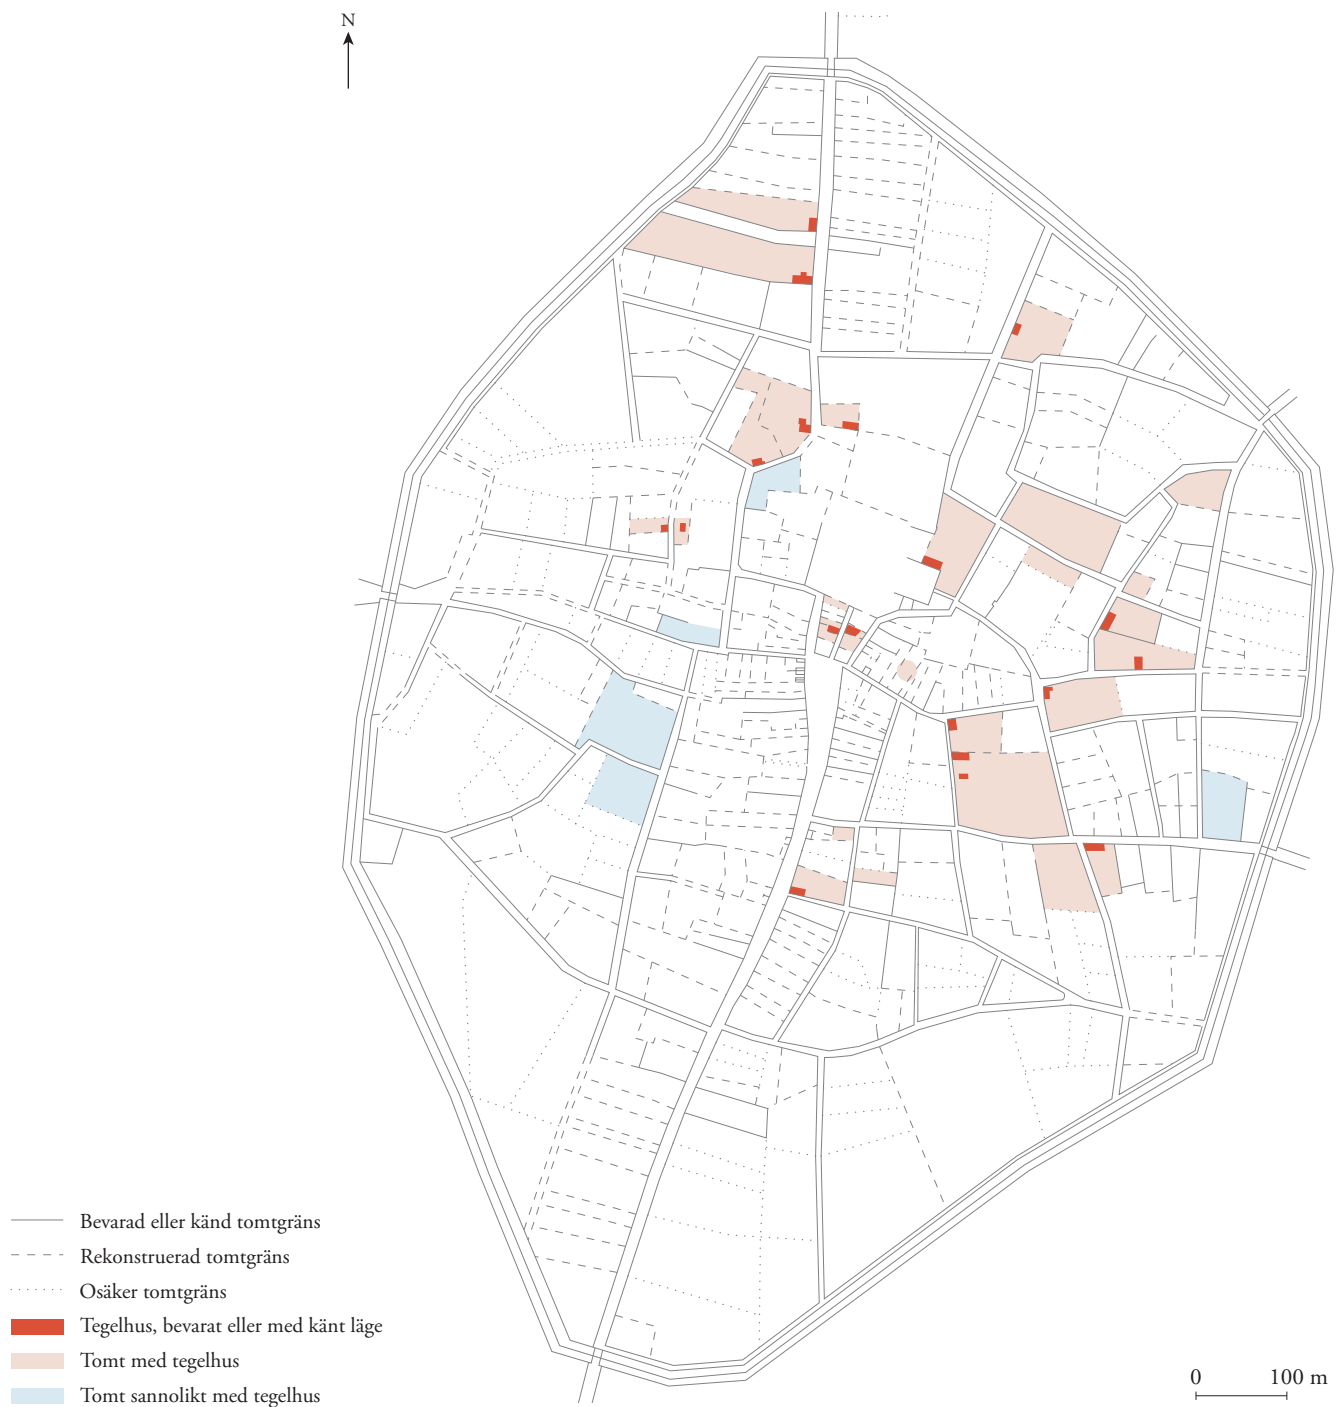 N
Bevarad eller känd tomtgräns
Rekonstruerad tomtgräns
Osäker tomtgräns
Tegelhus, bevarat eller med känt läge
Tomt med tegelhus
Tomt sannolikt med tegelhus
0 100 m